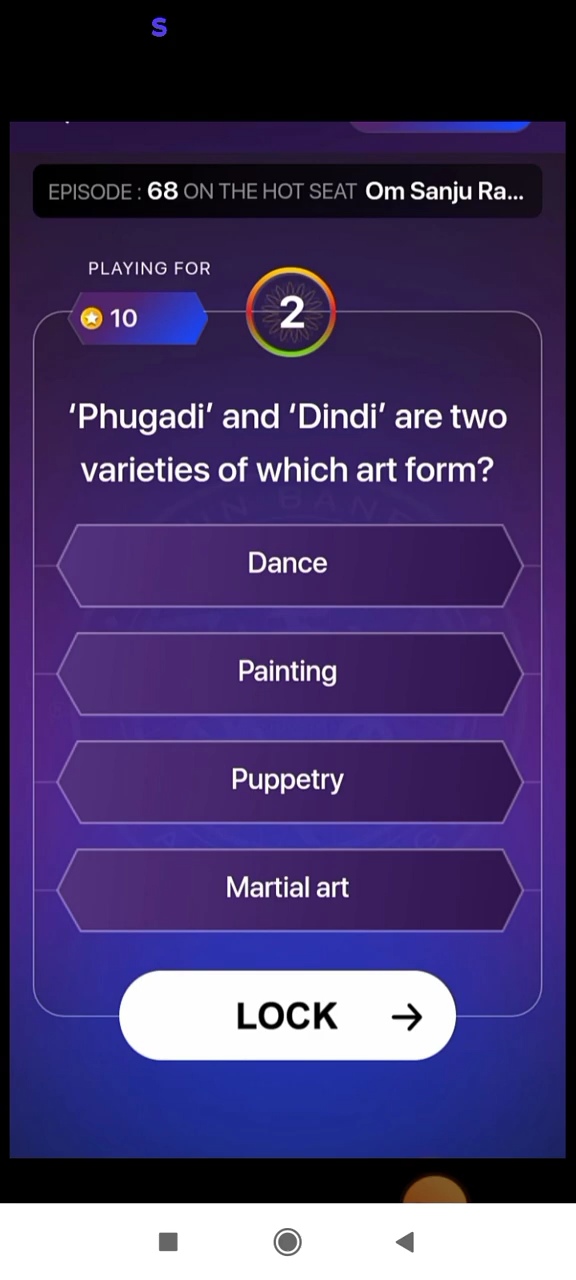 S
EPISODE : 68 ON THE HOT SEAT Om Sanju Ra...
PLAYING FOR
10
2
‘Phugadi’ and ‘Dindi’ are two
varieties of which art form?
Dance
Painting
Puppetry
Martial art
LOCK